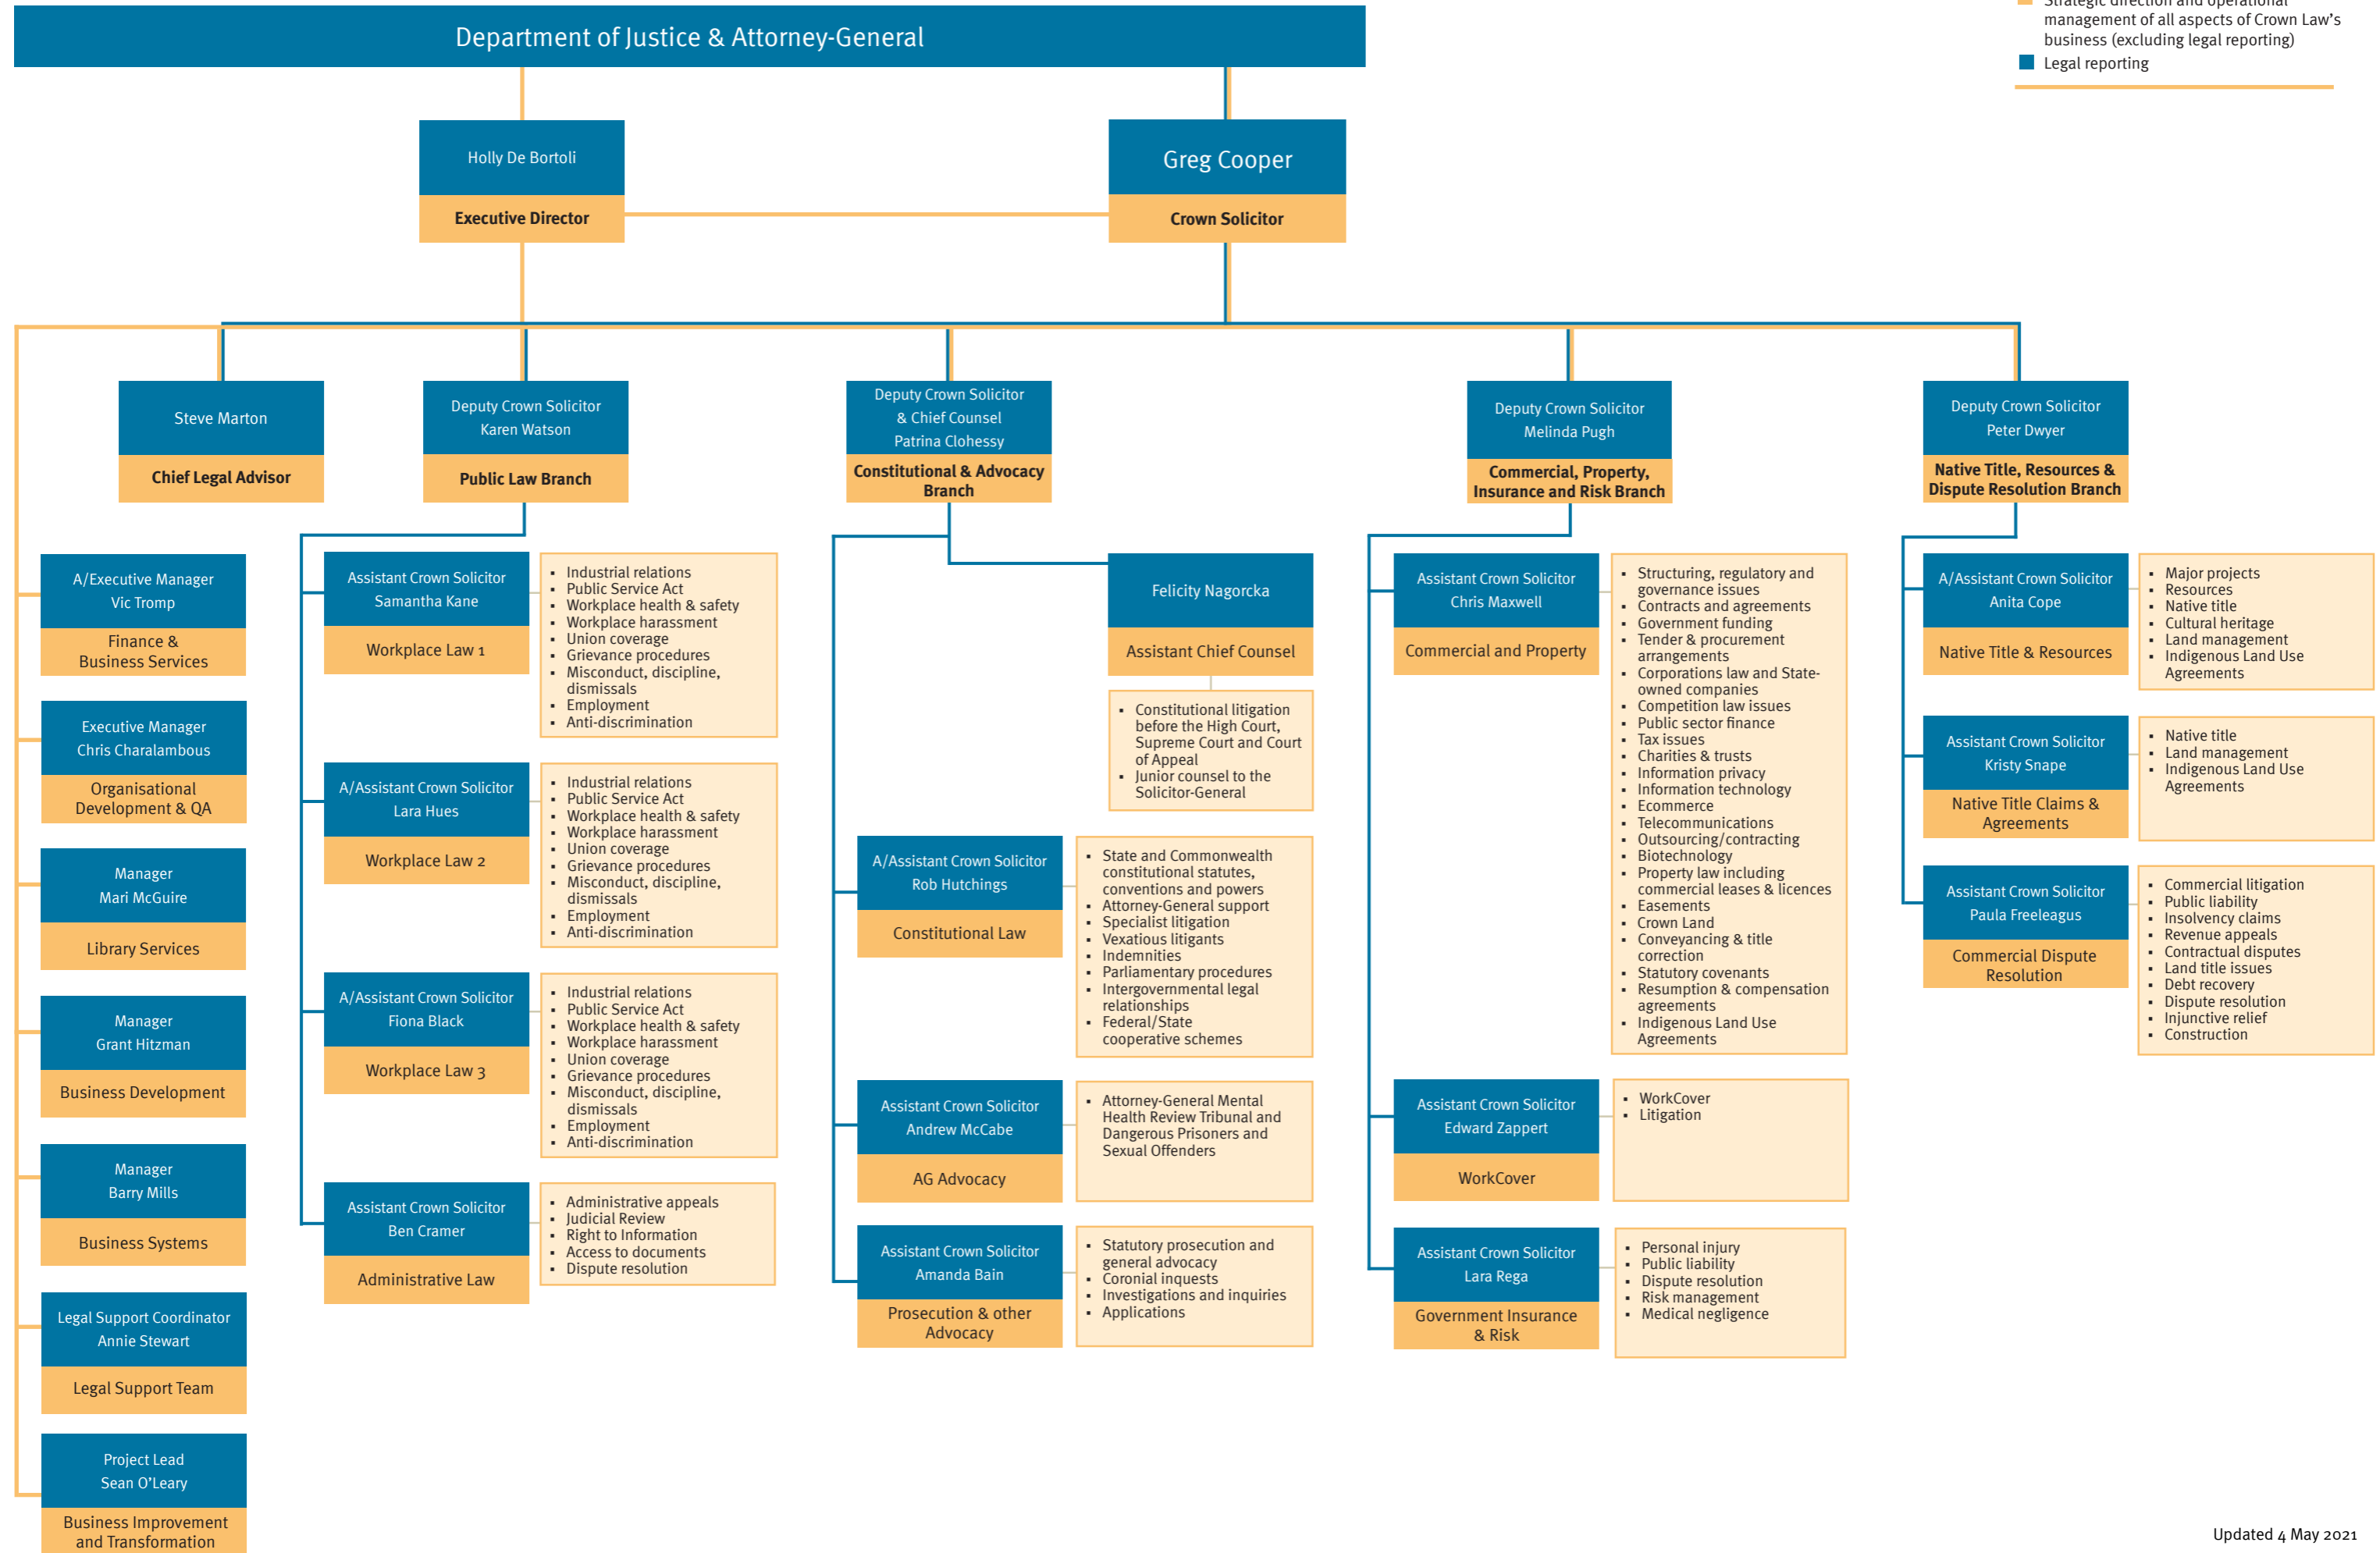 Strategic direction and operational
management of all aspects of Crown Law's
business (excluding legal reporting)
Legal reporting
Department of Justice & Attorney-General
Holly De Bortoli
Executive Director
Greg Cooper
Crown Solicitor
Steve Marton
Chief Legal Advisor
Deputy Crown Solicitor
Karen Watson
Public Law Branch
Deputy Crown Solicitor
& Chief Counsel
Patrina Clohessy
Constitutional & Advocacy
Branch
Deputy Crown Solicitor
Melinda Pugh
Commercial, Property,
Insurance and Risk Branch
Deputy Crown Solicitor
Peter Dwyer
Native Title, Resources &
Dispute Resolution Branch
A/Executive Manager
Vic Tromp
Finance &
Business Services
Executive Manager
Chris Charalambous
Organisational
Development & QA
Manager
Mari McGuire
Library Services
Manager
Grant Hitzman
Business Development
Manager
Barry Mills
Business Systems
Legal Support Coordinator
Annie Stewart
Legal Support Team
Project Lead
Sean O'Leary
Business Improvement
and Transformation
Assistant Crown Solicitor
Samantha Kane
Workplace Law 1
▪ Industrial relations
▪ Public Service Act
▪ Workplace health & safety
▪ Workplace harassment
▪ Union coverage
▪ Grievance procedures
▪ Misconduct, discipline,
dismissals
▪ Employment
▪ Anti-discrimination
A/Assistant Crown Solicitor
Lara Hues
Workplace Law 2
▪ Industrial relations
▪ Public Service Act
▪ Workplace health & safety
▪ Workplace harassment
▪ Union coverage
▪ Grievance procedures
▪ Misconduct, discipline,
dismissals
▪ Employment
▪ Anti-discrimination
A/Assistant Crown Solicitor
Fiona Black
Workplace Law 3
▪ Industrial relations
▪ Public Service Act
▪ Workplace health & safety
▪ Workplace harassment
▪ Union coverage
▪ Grievance procedures
▪ Misconduct, discipline,
dismissals
▪ Employment
▪ Anti-discrimination
Assistant Crown Solicitor
Ben Cramer
Administrative Law
▪ Administrative appeals
▪ Judicial Review
▪ Right to Information
▪ Access to documents
▪ Dispute resolution
Felicity Nagorcka
Assistant Chief Counsel
▪ Constitutional litigation
before the High Court,
Supreme Court and Court
of Appeal
▪ Junior counsel to the
Solicitor-General
A/Assistant Crown Solicitor
Rob Hutchings
Constitutional Law
▪ State and Commonwealth
constitutional statutes,
conventions and powers
▪ Attorney-General support
▪ Specialist litigation
▪ Vexatious litigants
▪ Indemnities
▪ Parliamentary procedures
▪ Intergovernmental legal
relationships
▪ Federal/State
cooperative schemes
Assistant Crown Solicitor
Andrew McCabe
AG Advocacy
▪ Attorney-General Mental
Health Review Tribunal and
Dangerous Prisoners and
Sexual Offenders
Assistant Crown Solicitor
Amanda Bain
Prosecution & other
Advocacy
▪ Statutory prosecution and
general advocacy
▪ Coronial inquests
▪ Investigations and inquiries
▪ Applications
Assistant Crown Solicitor
Chris Maxwell
Commercial and Property
▪ Structuring, regulatory and
governance issues
▪ Contracts and agreements
▪ Government funding
▪ Tender & procurement
arrangements
▪ Corporations law and State-
owned companies
▪ Competition law issues
▪ Public sector finance
▪ Tax issues
▪ Charities & trusts
▪ Information privacy
▪ Information technology
▪ Ecommerce
▪ Telecommunications
▪ Outsourcing/contracting
▪ Biotechnology
▪ Property law including
commercial leases & licences
▪ Easements
▪ Crown Land
▪ Conveyancing & title
correction
▪ Statutory covenants
▪ Resumption & compensation
agreements
▪ Indigenous Land Use
Agreements
Assistant Crown Solicitor
Edward Zappert
WorkCover
▪ WorkCover
▪ Litigation
Assistant Crown Solicitor
Lara Rega
Government Insurance
& Risk
▪ Personal injury
▪ Public liability
▪ Dispute resolution
▪ Risk management
▪ Medical negligence
A/Assistant Crown Solicitor
Anita Cope
Native Title & Resources
▪ Major projects
▪ Resources
▪ Native title
▪ Cultural heritage
▪ Land management
▪ Indigenous Land Use
Agreements
Assistant Crown Solicitor
Kristy Snape
Native Title Claims &
Agreements
▪ Native title
▪ Land management
▪ Indigenous Land Use
Agreements
Assistant Crown Solicitor
Paula Freeleagus
Commercial Dispute
Resolution
▪ Commercial litigation
▪ Public liability
▪ Insolvency claims
▪ Revenue appeals
▪ Contractual disputes
▪ Land title issues
▪ Debt recovery
▪ Dispute resolution
▪ Injunctive relief
▪ Construction
Updated 4 May 2021